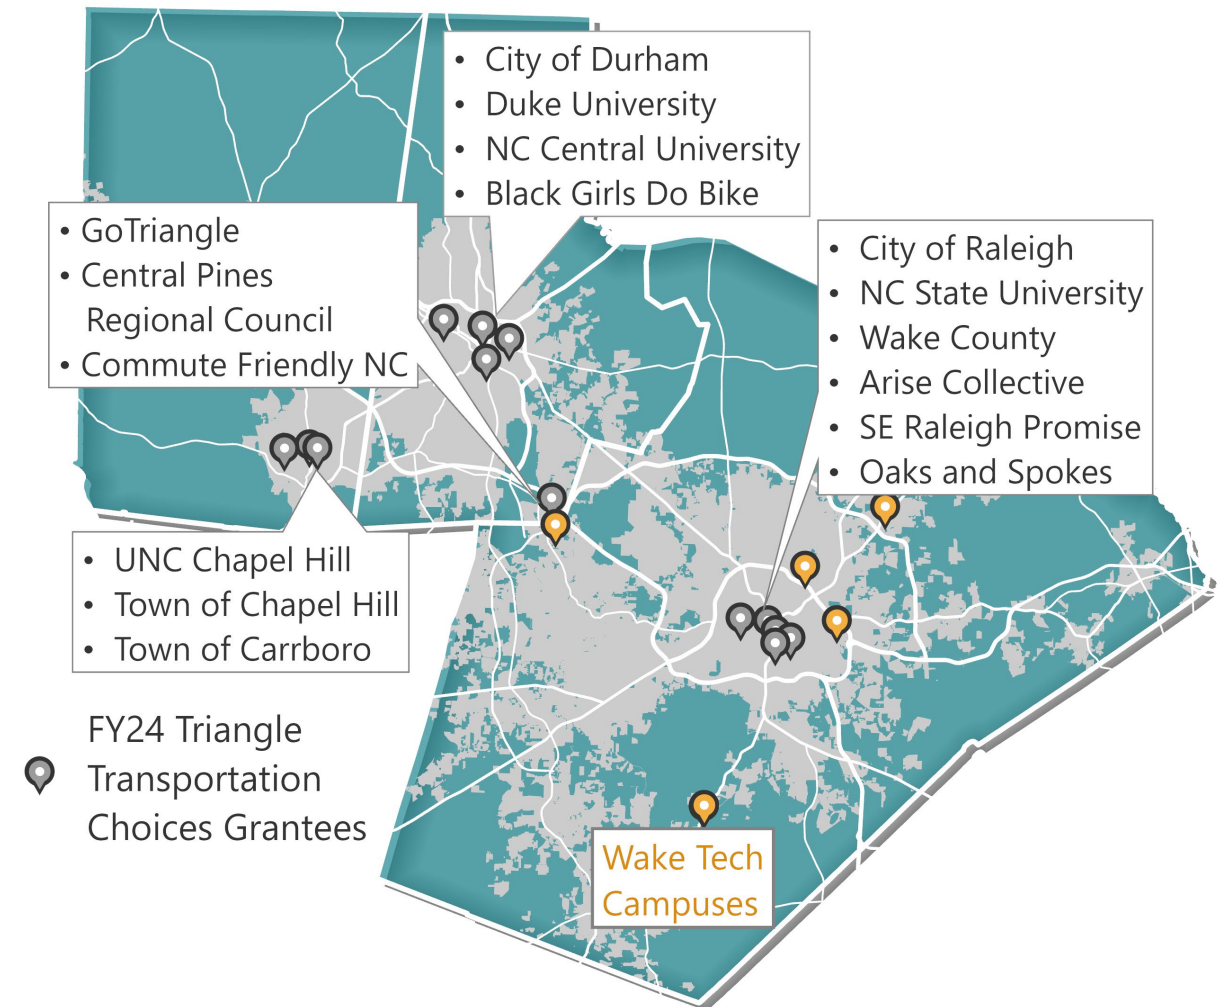 • City of Durham
• Duke University
• NC Central University
• Black Girls Do Bike
• GoTriangle
• Central Pines
Regional Council
• Commute Friendly NC
• City of Raleigh
• NC State University
• Wake County
• Arise Collective
• SE Raleigh Promise
• Oaks and Spokes
• UNC Chapel Hill
• Town of Chapel Hill
• Town of Carrboro
FY24 Triangle
Transportation
Choices Grantees
Wake Tech
Campuses